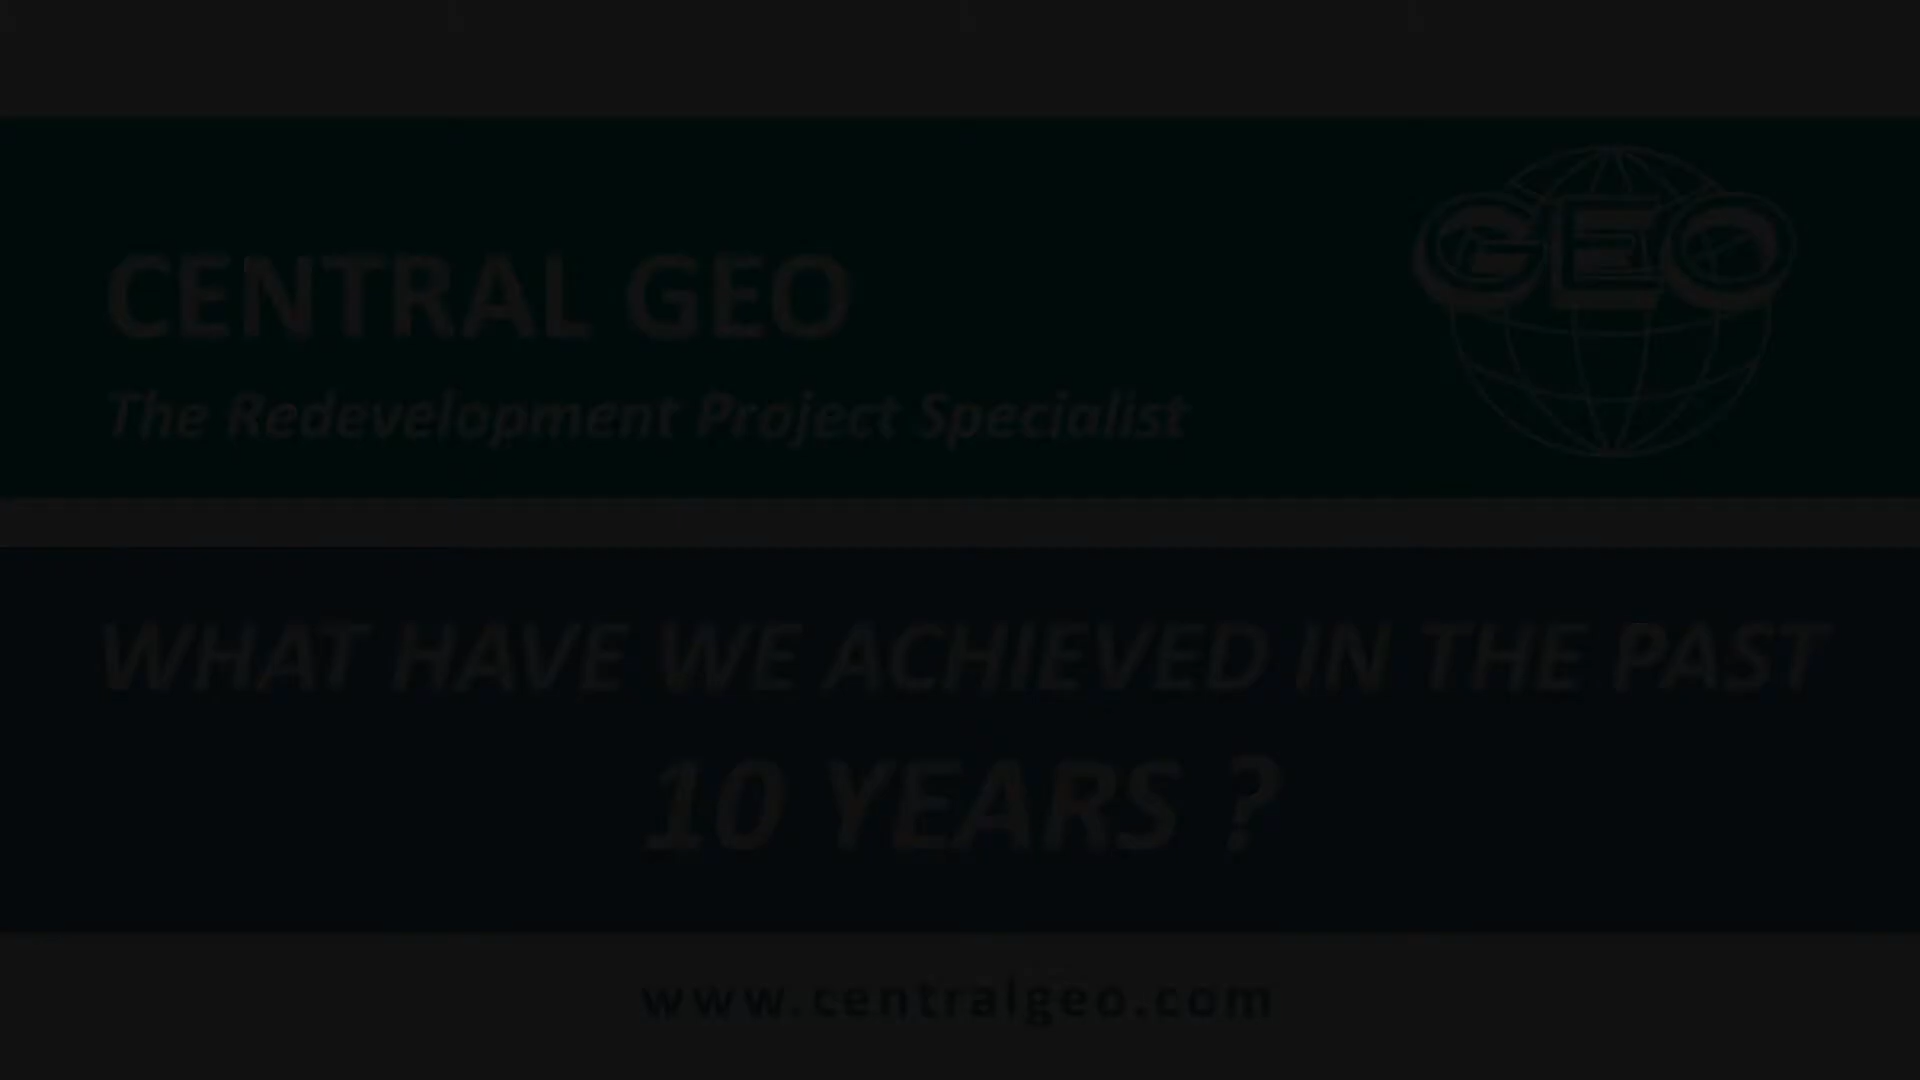 GEO
CENTRAL GEO
The Redevelopment Project Specialist
WHAT HAVE WE ACHIEVED IN THE PAST
10 YEARS ?
www.centralgeo.com